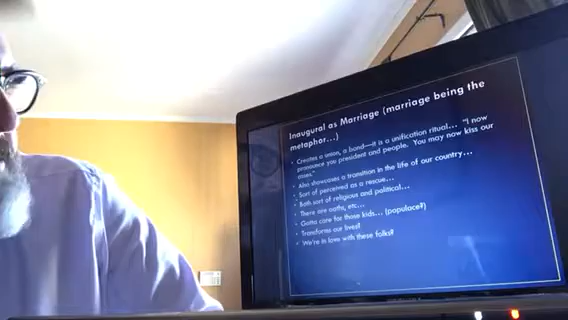 Inaugural as Marriage (marriage being the
metaphor...)
• Creates a union, a bond—it is a unification ritual... "I now
pronounce you president and people. You may now kiss our
asses."
• Also showcases a transition in the life of our country...
• Sort of perceived as a rescue...
• Both sort of religious and political...
• There are oaths, etc...
• Gotta care for those kids... (populace?)
• Transforms our lives?
• We're in love with these folks?